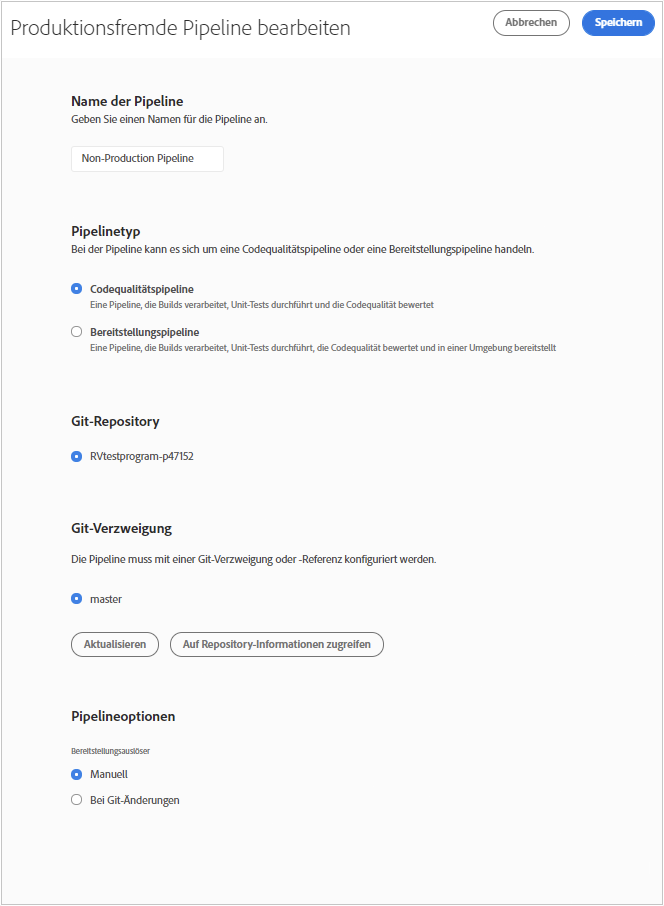 Produktionsfremde Pipeline bearbeiten
Abbrechen
Speichern
Name der Pipeline
Geben Sie einen Namen für die Pipeline an.
Non-Production Pipeline
Pipelinetyp
Bei der Pipeline kann es sich um eine Codequalitätspipeline oder eine Bereitstellungspipeline handeln.
Codequalitätspipeline
Eine Pipeline, die Builds verarbeitet, Unit-Tests durchführt und die Codequalität bewertet
Bereitstellungspipeline
Eine Pipeline, die Builds verarbeitet, Unit-Tests durchführt, die Codequalität bewertet und in einer Umgebung bereitstellt
Git-Repository
RVtestprogram-p47152
Git-Verzweigung
Die Pipeline muss mit einer Git-Verzweigung oder -Referenz konfiguriert werden.
master
Aktualisieren
Auf Repository-Informationen zugreifen
Pipelineoptionen
Bereitstellungsauslöser
Manuell
Bei Git-Änderungen